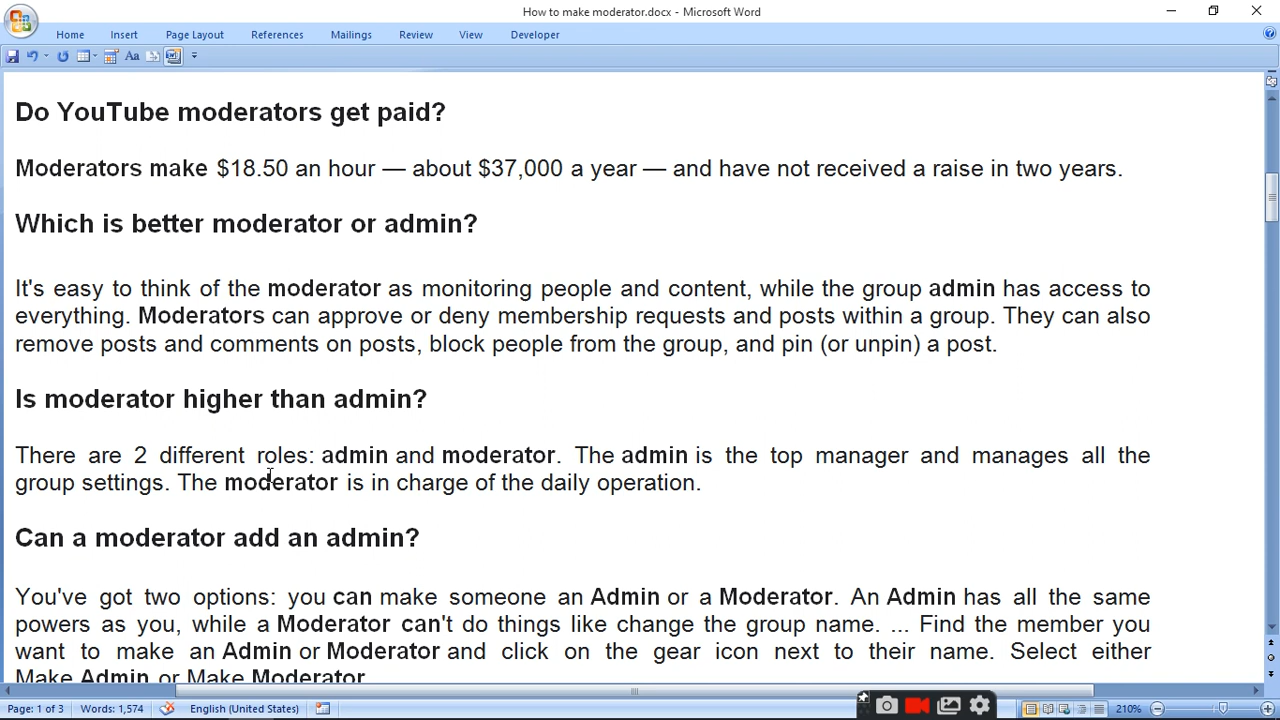 How to make moderator.docx - Microsoft Word
Home Insert Page Layout References Mailings Review View Developer
Aa
Do YouTube moderators get paid?
Moderators make $18.50 an hour — about $37,000 a year — and have not received a raise in two years.
Which is better moderator or admin?
It's easy to think of the moderator as monitoring people and content, while the group admin has access to
everything. Moderators can approve or deny membership requests and posts within a group. They can also
remove posts and comments on posts, block people from the group, and pin (or unpin) a post.
Is moderator higher than admin?
There are 2 different roles: admin and moderator. The admin is the top manager and manages all the
group settings. The moderator is in charge of the daily operation.
Can a moderator add an admin?
You've got two options: you can make someone an Admin or a Moderator. An Admin has all the same
powers as you, while a Moderator can't do things like change the group name. ... Find the member you
want to make an Admin or Moderator and click on the gear icon next to their name. Select either
Make Admin or Make Moderator
Page: 1 of 3 Words: 1,574 English (United States) 210%